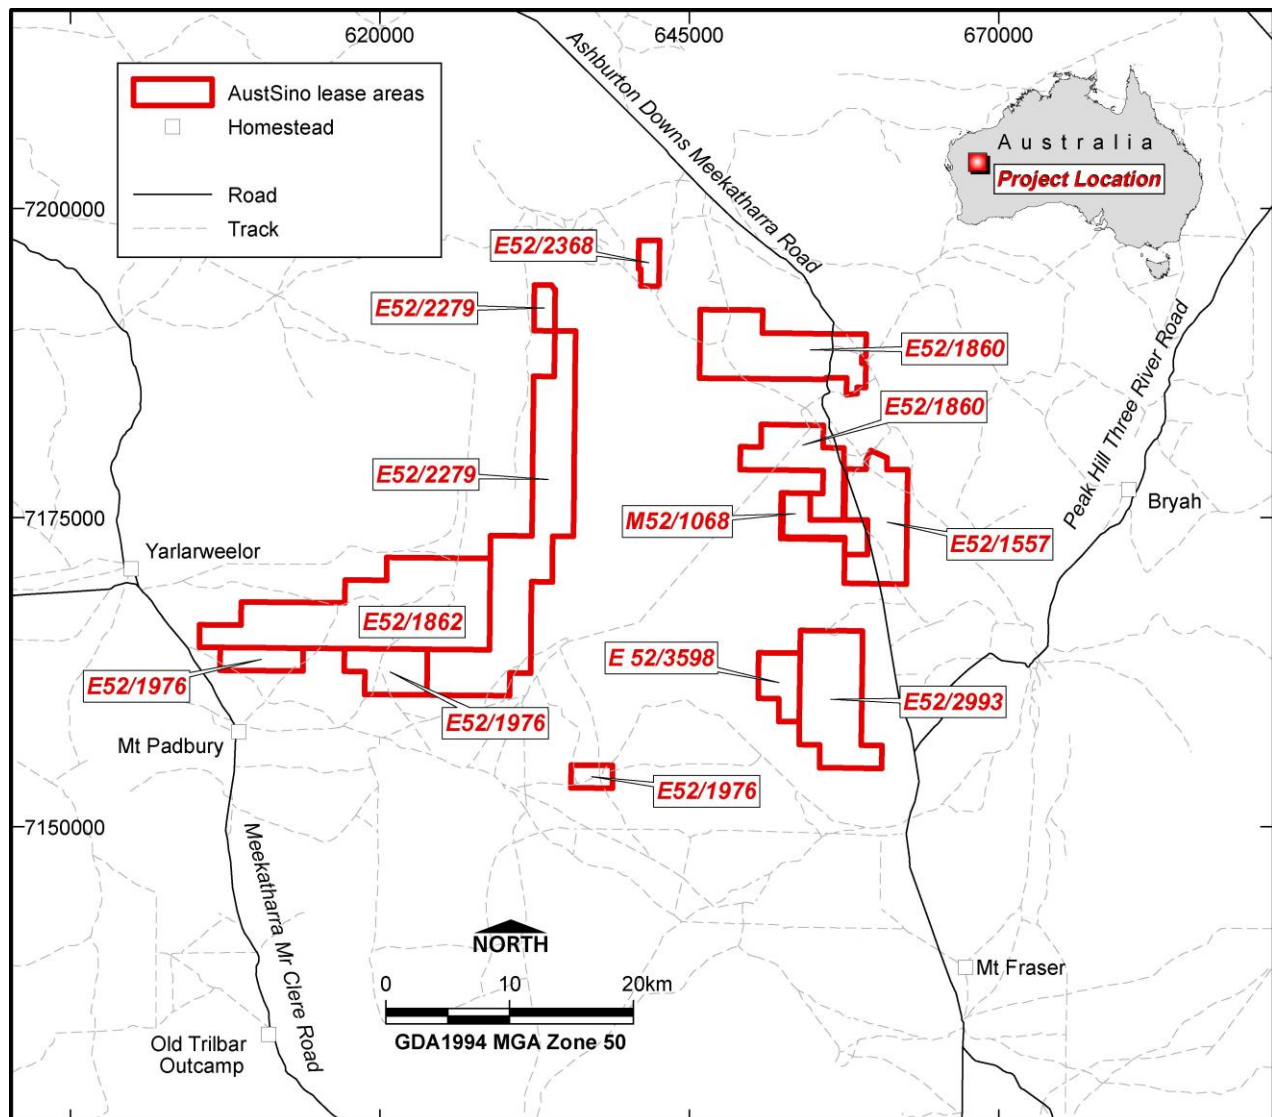 620000
645000
670000
AustSino lease areas
Homestead
Road
Track
Ashburton Downs Meekatharra Road
Australia
Project Location
7200000
E52/2368
E52/2279
E52/1860
E52/1860
Peak Hill Three River Road
E52/2279
M52/1068
Bryah
7175000
E52/1557
Yarlarweelor
E52/1862
E 52/3598
E52/1976
E52/2993
E52/1976
Mt Padbury
E52/1976
7150000
Meekatharra Mr Clere Road
NORTH
Mt Fraser
0 10 20km
GDA1994 MGA Zone 50
Old Trilbar
Outcamp